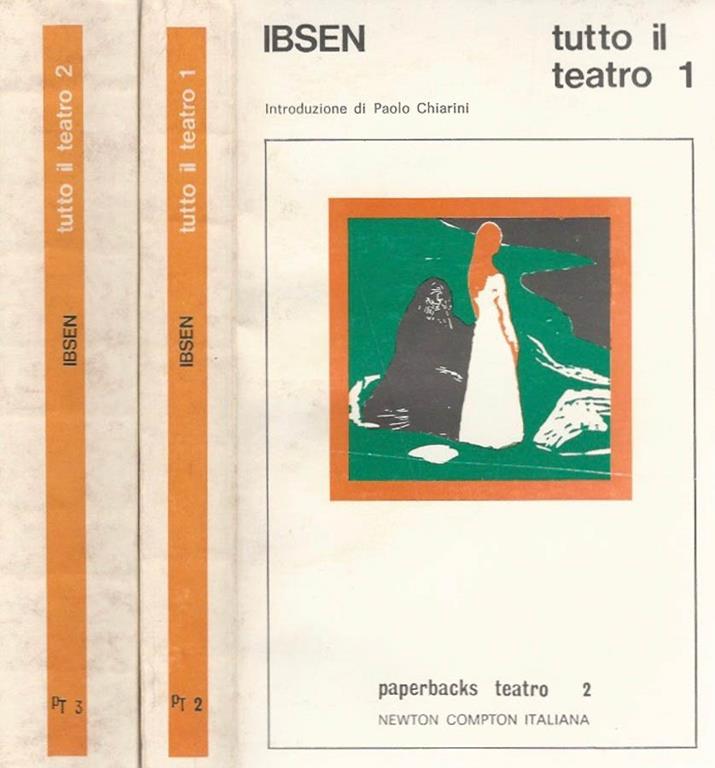 tutto il teatro 2
IBSEN
PT 3
tutto il teatro 1
IBSEN
PT 2
IBSEN
tutto il
teatro 1
Introduzione di Paolo Chiarini
paperbacks teatro 2
NEWTON COMPTON ITALIANA